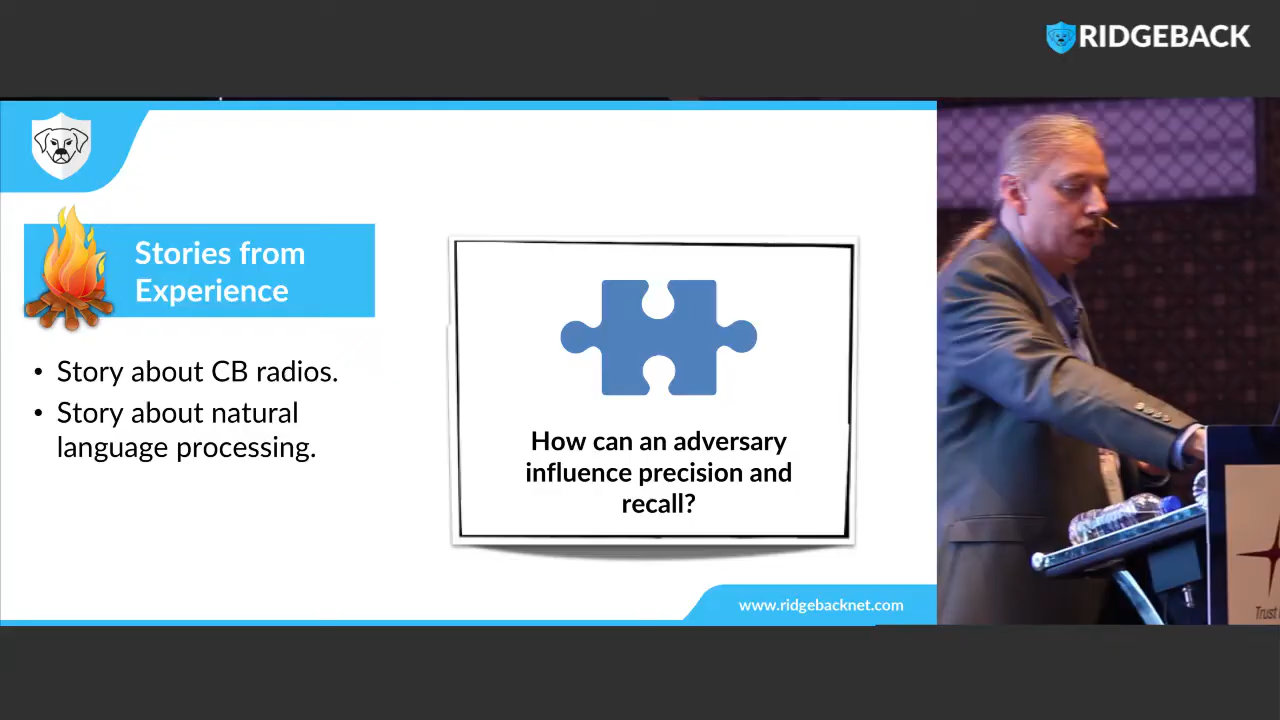 RIDGEBACK
Stories from
Experience
• Story about CB radios.
• Story about natural
language processing.
How can an adversary
influence precision and
recall?
www.ridgebacknet.com
Trust